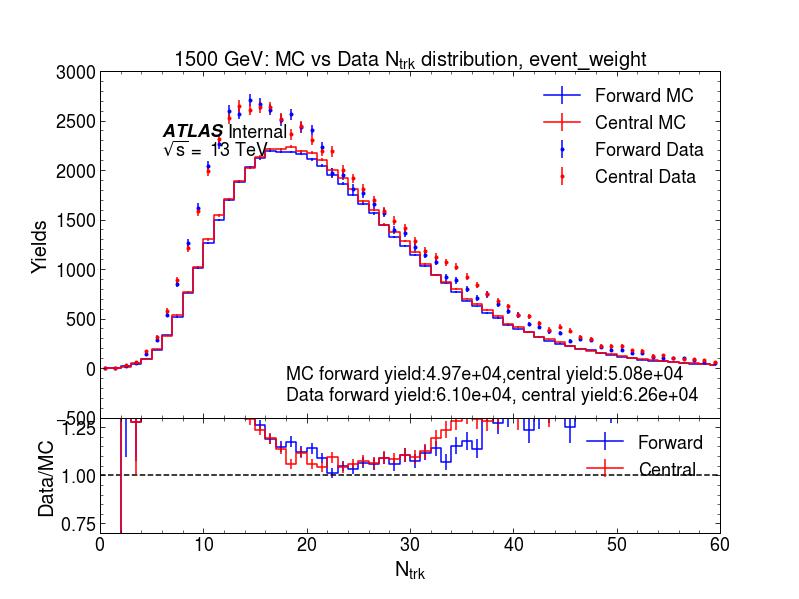 1500 GeV: MC vs Data Ntrk distribution, event_weight
3000
2500
2000
1500
1000
500
0
−500
Yields
ATLAS Internal
√s = 13 TeV
Forward MC
Central MC
Forward Data
Central Data
MC forward yield:4.97e+04,central yield:5.08e+04
Data forward yield:6.10e+04, central yield:6.26e+04
1.25
1.00
0.75
Data/MC
Forward
Central
0 10 20 30 40 50 60
Ntrk